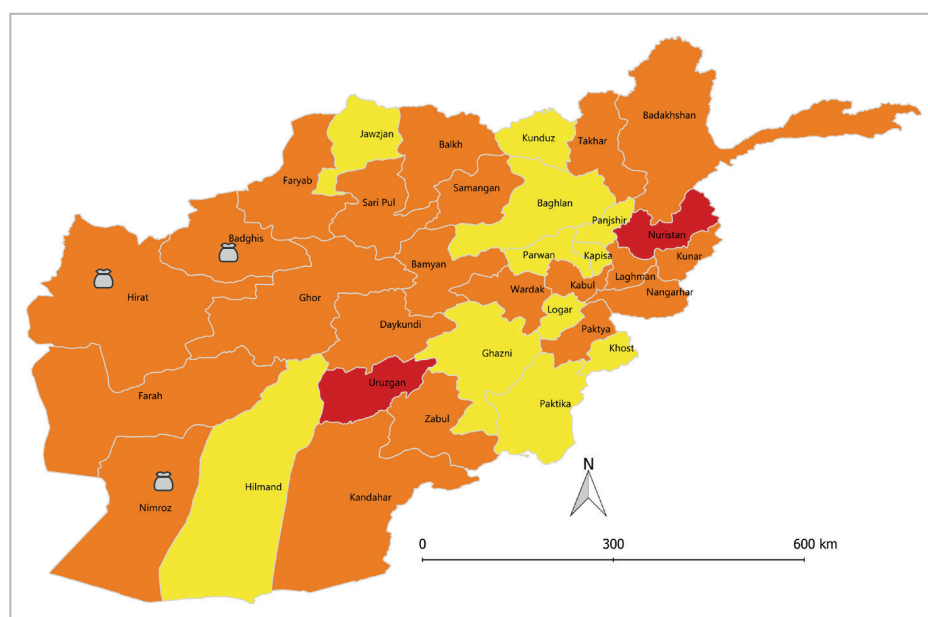 Badakhshan
Jawzjan
Kunduz
Takhar
Balkh
Faryab
Samangan
Sari Pul
Baghlan
Panjshir
Nuristan
Badghis
Parwan
Kapisa
Kunar
Bamyan
Laghman
Hirat
Ghor
Wardak
Kabul
Nangarhar
Logar
Daykundi
Paktya
Khost
Ghazni
Uruzgan
Farah
Paktika
Zabul
Hilmand
Kandahar
Nimroz
N
0 300 600 km